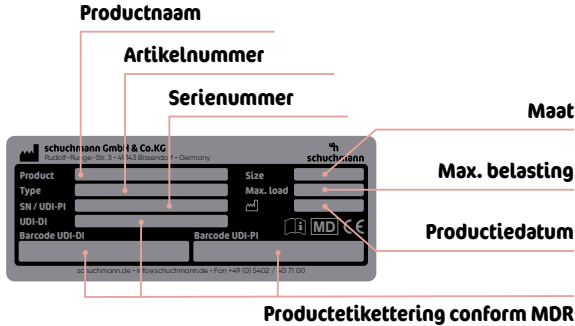 Productnaam
Artikelnummer
Serienummer
Maat
Max. belasting
Productiedatum
schuchmann GmbH & Co.KG
Rudolf-Runge-Str. 3 • 49143 Bissendorf • Germany
schuchmann
Product
Size
Type
Max. load
SN / UDI-PI
UDI-DI
MD CE
Barcode UDI-DI
Barcode UDI-PI
schuchmann.de • info@schuchmann.de • Fon +49 (0) 5402 / 40 71 00
Productetikettering conform MDR